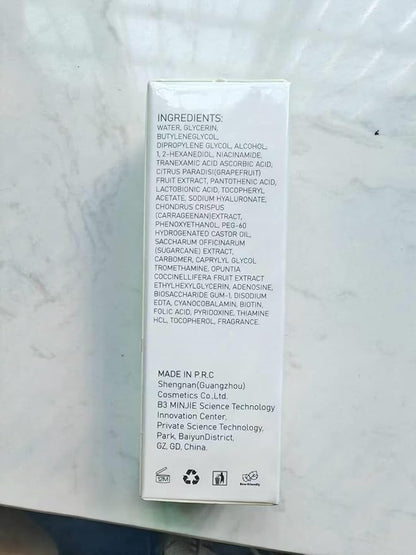 INGREDIENTS:
WATER, GLYCERIN,
BUTYLENEGLYCOL,
DIPROPYLENE GLYCOL, ALCOHOL,
1, 2-HEXANEDIOL, NIACINAMIDE,
TRANEXAMIC ACID ASCORBIC ACID,
CITRUS PARADISI(GRAPEFRUIT)
FRUIT EXTRACT, PANTOTHENIC ACID,
LACTOBIONIC ACID, TOCOPHERYL
ACETATE, SODIUM HYALURONATE,
CHONDRUS CRISPUS
(CARRAGEENAN)EXTRACT,
PHENOXYETHANOL, PEG-60
HYDROGENATED CASTOR OIL,
SACCHARUM OFFICINARUM
(SUGARCANE) EXTRACT,
CARBOMER, CAPRYLYL GLYCOL
TROMETHAMINE, OPUNTIA
COCCINELLIFERA FRUIT EXTRACT
ETHYLHEXYLGLYCERIN, ADENOSINE,
BIOSACCHARIDE GUM-1, DISODIUM
EDTA, CYANOCOBALAMIN, BIOTIN,
FOLIC ACID, PYRIDOXINE, THIAMINE
HCL, TOCOPHEROL, FRAGRANCE.
MADE IN P.R.C
Shengnan(Guangzhou)
Cosmetics Co.,Ltd.
B3 MINJIE Science Technology
Innovation Center,
Private Science Technology,
Park, BaiyunDistrict,
GZ, GD, China.
12M
Eco-friendly